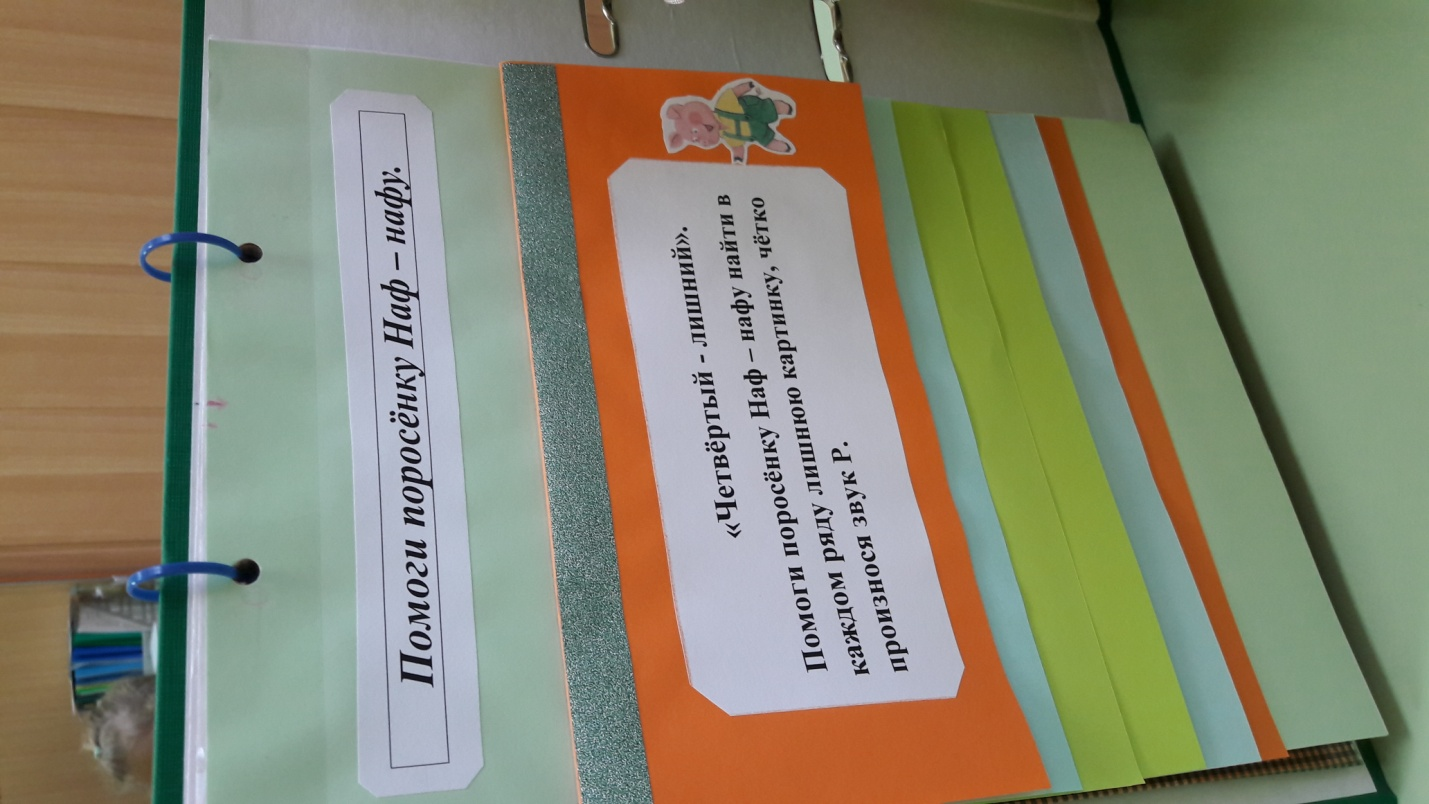 Помоги поросёнку Наф – нафу.
«Четвёртый - лишний».
Помоги поросёнку Наф – нафу найти в
каждом ряду лишнюю картинку, чётко
произнося звук Р.